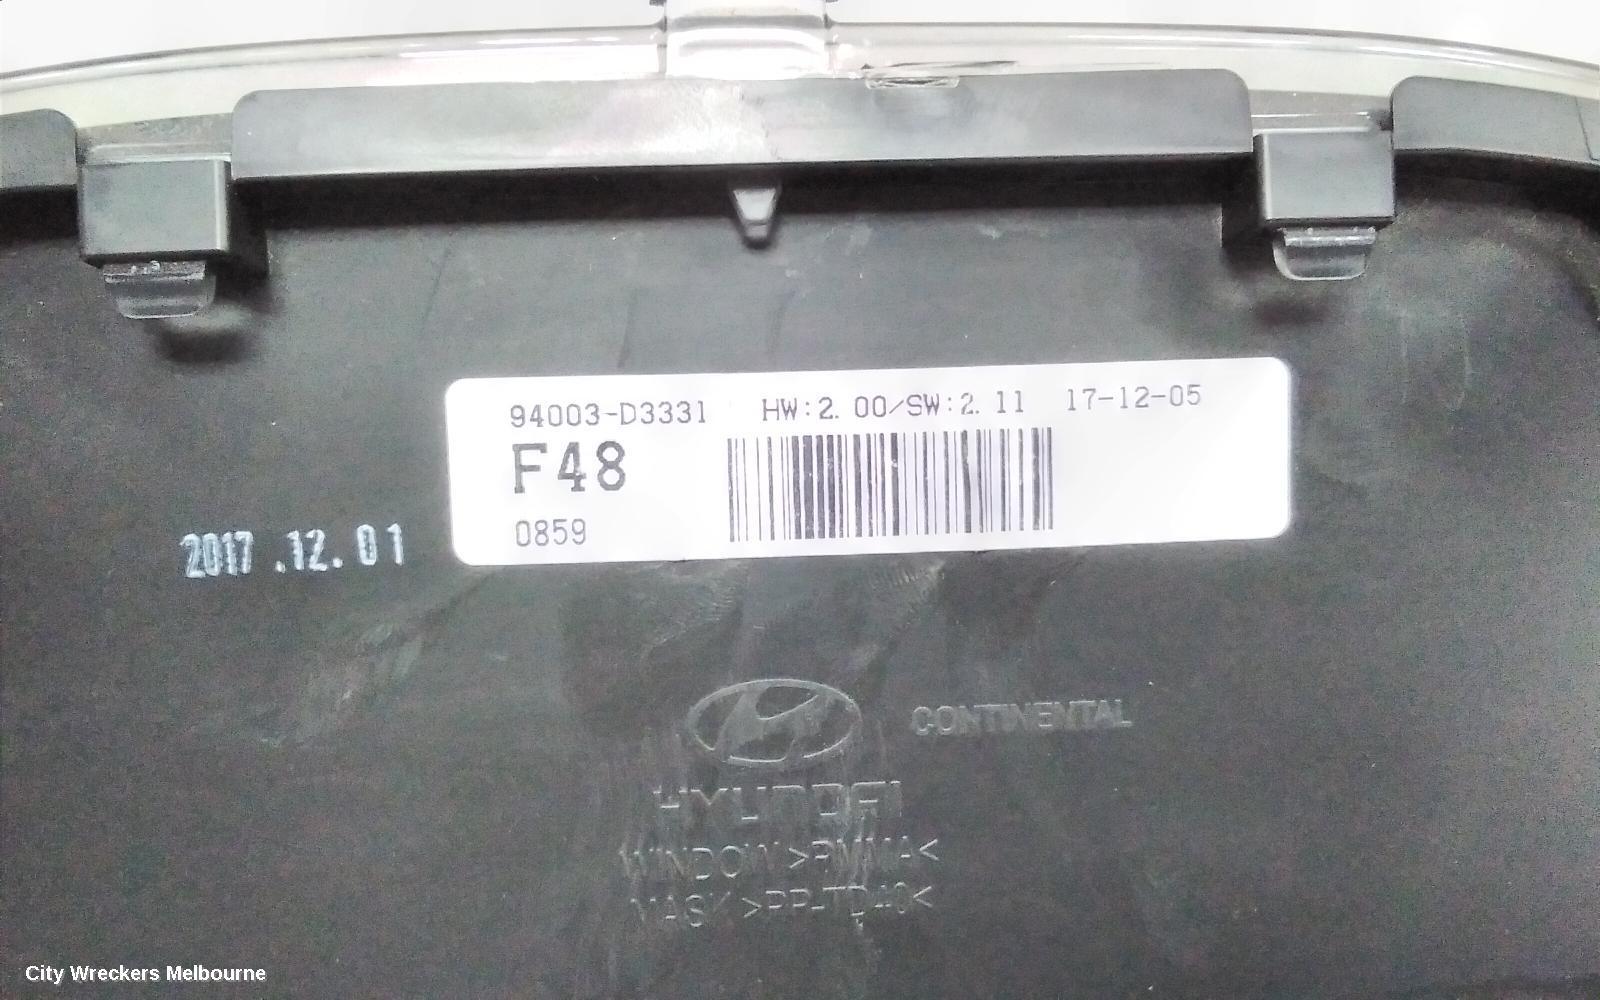 94003-D3331 HW:2.00/SW:2.11 17-12-05
F48
0859
2017.12.01
CONTINENTAL
HYUNDAI
WINDOW >PMMA<
MASK >PP-TD40<
City Wreckers Melbourne